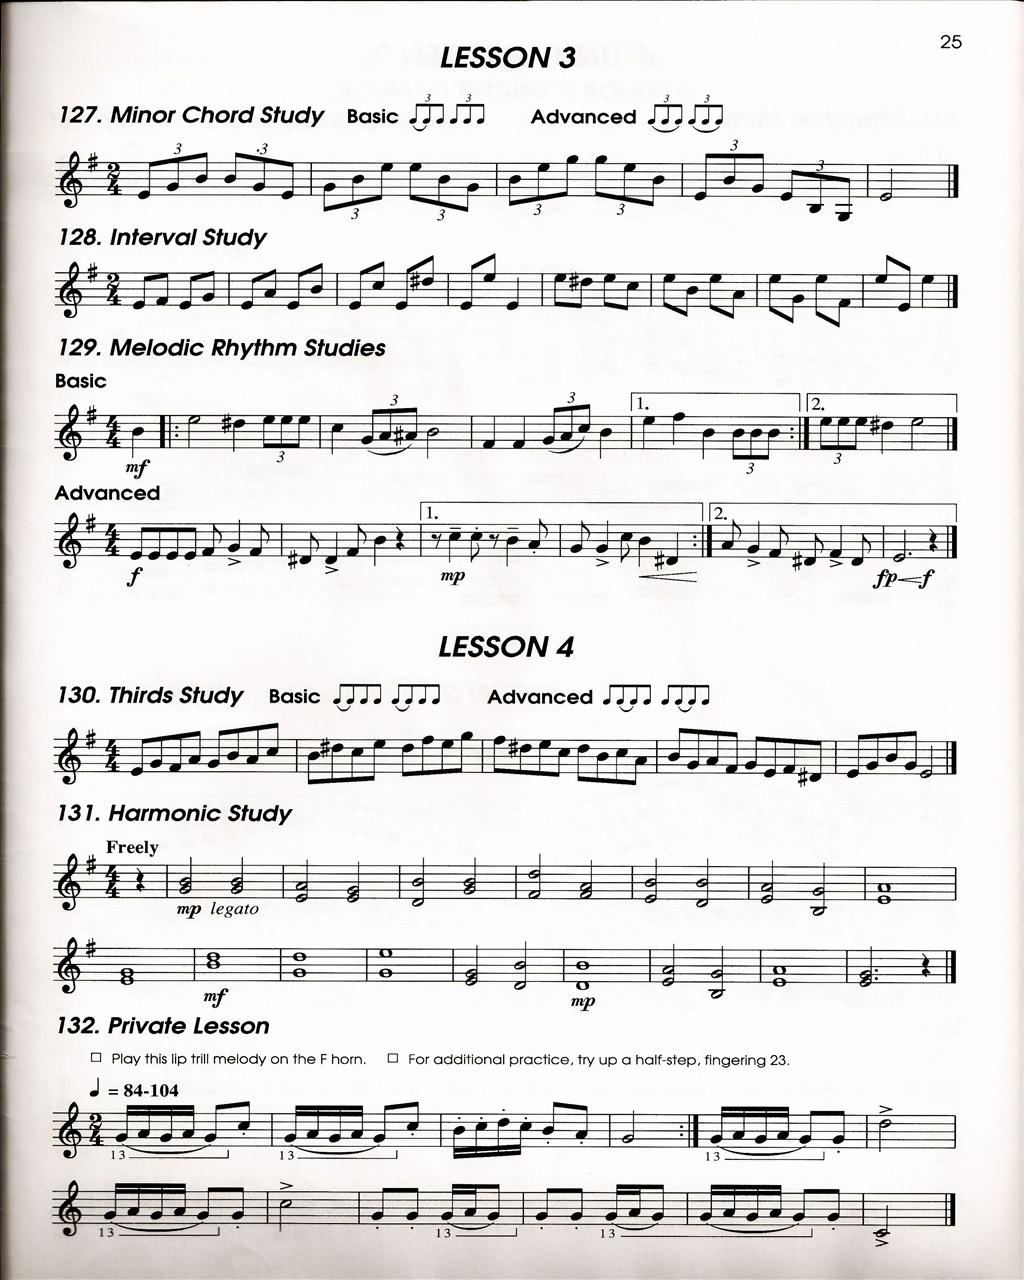 25
LESSON 3
127. Minor Chord Study Basic 3 3 Advanced 3 3
3 3 3 3 3 3 3 3
128. Interval Study
129. Melodic Rhythm Studies
Basic
mf 3 3 3 1. 3 2. 3
Advanced
f 1. mp 2. fp f
LESSON 4
130. Thirds Study Basic Advanced
131. Harmonic Study
Freely
mp legato
mf mp
132. Private Lesson
Play this lip trill melody on the F horn. For additional practice, try up a half-step, fingering 23.
= 84-104
13 13 13
13 13 13